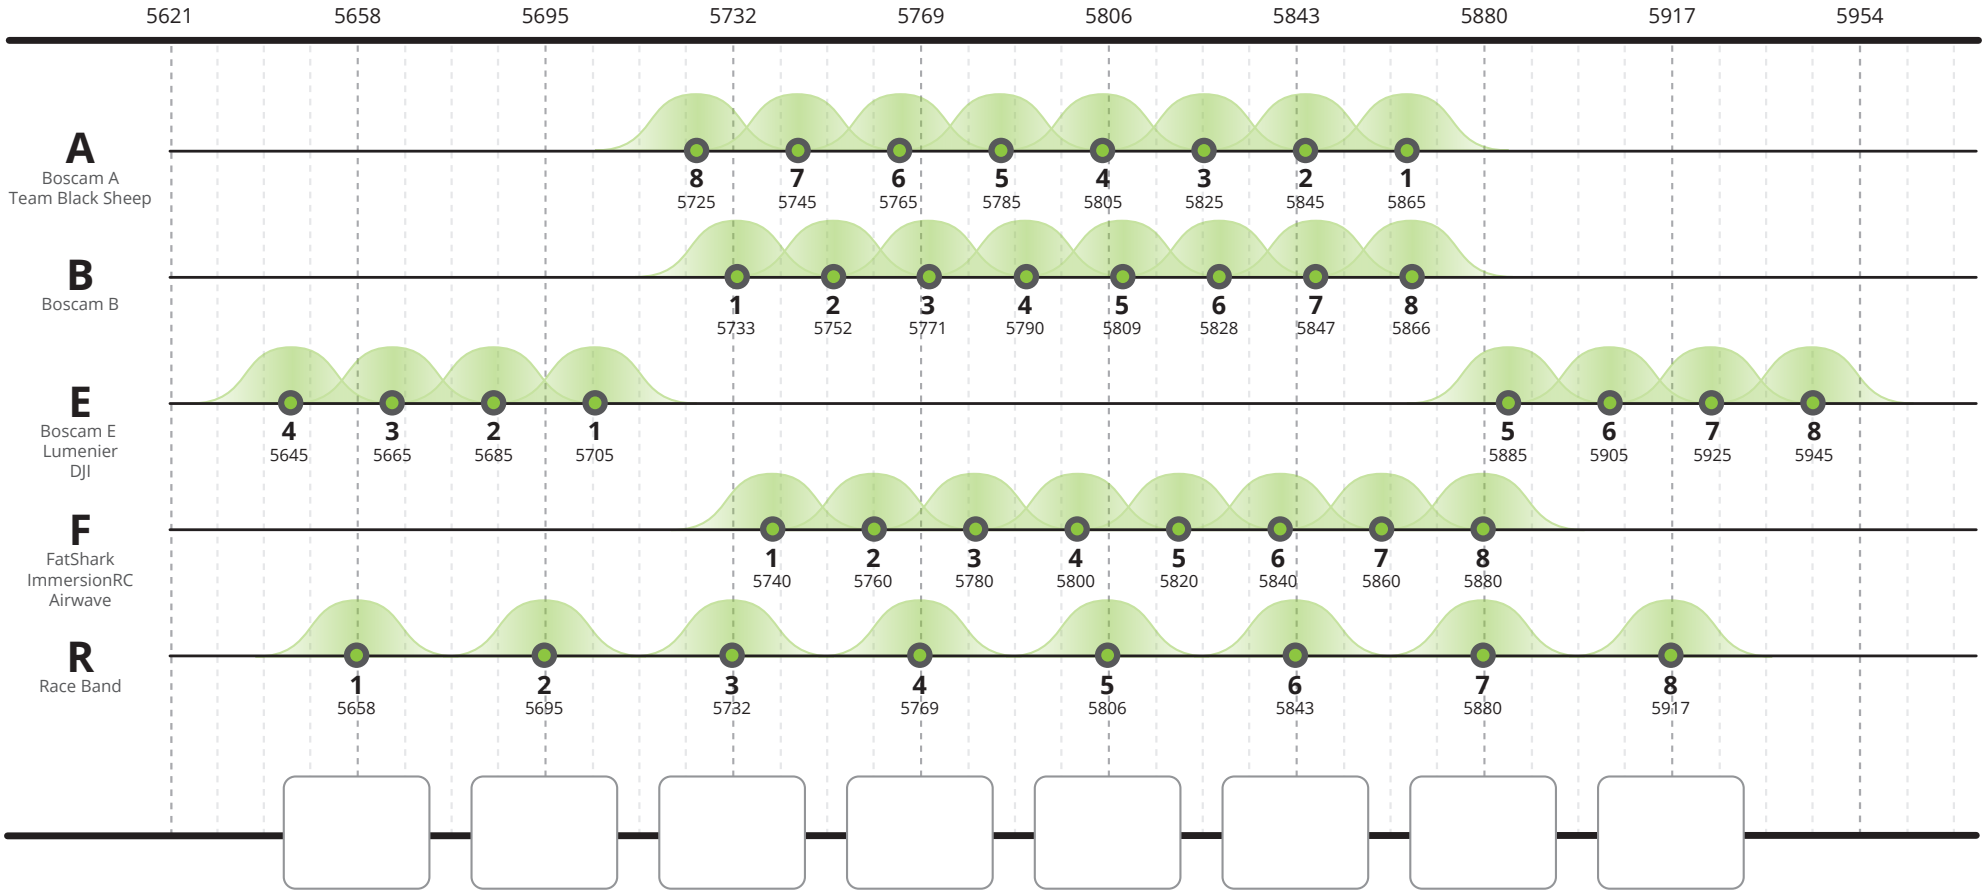 5621 5658 5695 5732 5769 5806 5843 5880 5917 5954
A
Boscam A
Team Black Sheep
8 7 6 5 4 3 2 1
5725 5745 5765 5785 5805 5825 5845 5865
B
Boscam B
1 2 3 4 5 6 7 8
5733 5752 5771 5790 5809 5828 5847 5866
E
Boscam E
Lumenier
DJI
4 3 2 1 5 6 7 8
5645 5665 5685 5705 5885 5905 5925 5945
F
FatShark
ImmersionRC
Airwave
1 2 3 4 5 6 7 8
5740 5760 5780 5800 5820 5840 5860 5880
R
Race Band
1 2 3 4 5 6 7 8
5658 5695 5732 5769 5806 5843 5880 5917